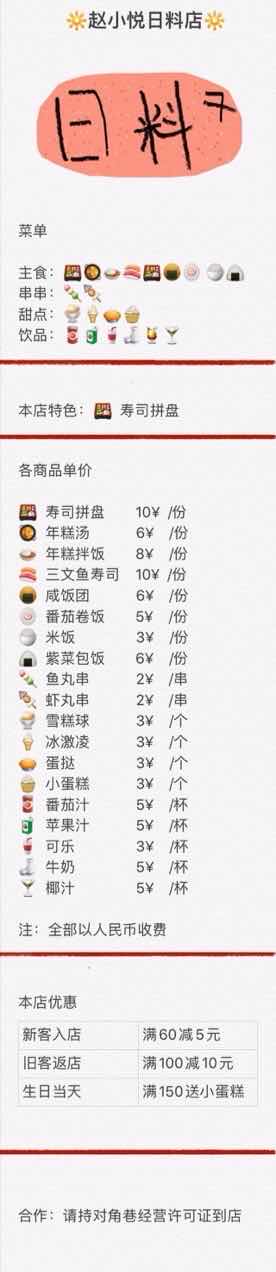 🔆赵小悦日料店🔆
日料
菜单
主食：🍱🥘🍛🍣🍱🍘🍥🍚🍙
串串：🍡🍢
甜点：🍨🍦🥧🧁
饮品：🥫🧃🥤🍼🍹🍸
本店特色：🍱 寿司拼盘
各商品单价
🍱 寿司拼盘 10¥ /份
🥘 年糕汤 6¥ /份
🍛 年糕拌饭 8¥ /份
🍣 三文鱼寿司 10¥ /份
🍘 咸饭团 6¥ /份
🍥 番茄卷饭 5¥ /份
🍚 米饭 3¥ /份
🍙 紫菜包饭 6¥ /份
🍡 鱼丸串 2¥ /串
🍢 虾丸串 2¥ /串
🍨 雪糕球 3¥ /个
🍦 冰激凌 3¥ /个
🥧 蛋挞 3¥ /个
🧁 小蛋糕 3¥ /个
🥫 番茄汁 5¥ /杯
🧃 苹果汁 5¥ /杯
🥤 可乐 3¥ /杯
🍼 牛奶 5¥ /杯
🍸 椰汁 5¥ /杯
注：全部以人民币收费
本店优惠
新客入店 满60减5元
旧客返店 满100减10元
生日当天 满150送小蛋糕
合作：请持对角巷经营许可证到店